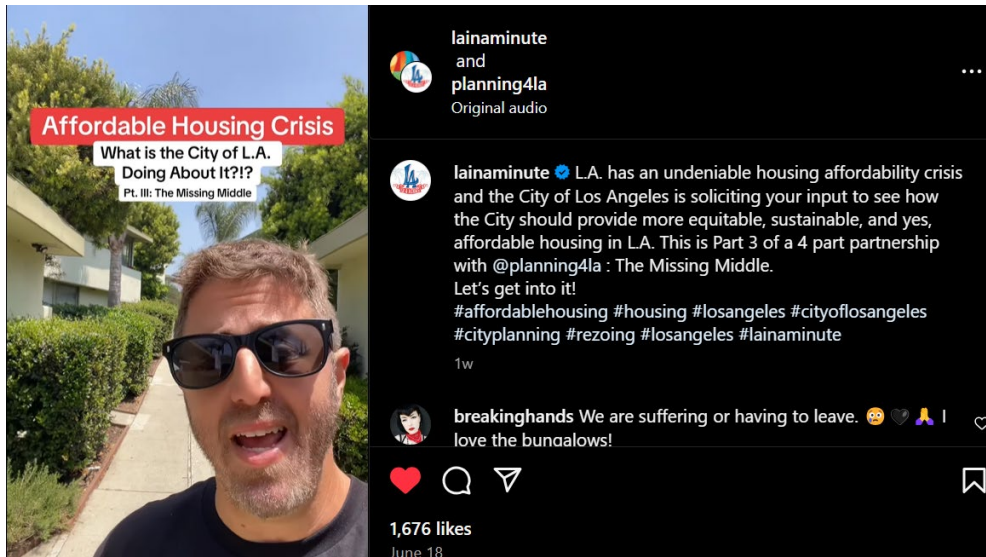 Affordable Housing Crisis
What is the City of L.A.
Doing About It?!?
Pt. III: The Missing Middle
lainaminute
and
planning4la
Original audio
lainaminute L.A. has an undeniable housing affordability crisis
and the City of Los Angeles is soliciting your input to see how
the City should provide more equitable, sustainable, and yes,
affordable housing in L.A. This is Part 3 of a 4 part partnership
with @planning4la : The Missing Middle.
Let’s get into it!
#affordablehousing #housing #losangeles #cityoflosangeles
#cityplanning #rezoing #losangeles #lainaminute
1w
breakinghands We are suffering or having to leave. 😳 🖤 🙏 I
love the bungalows!
1,676 likes
June 18